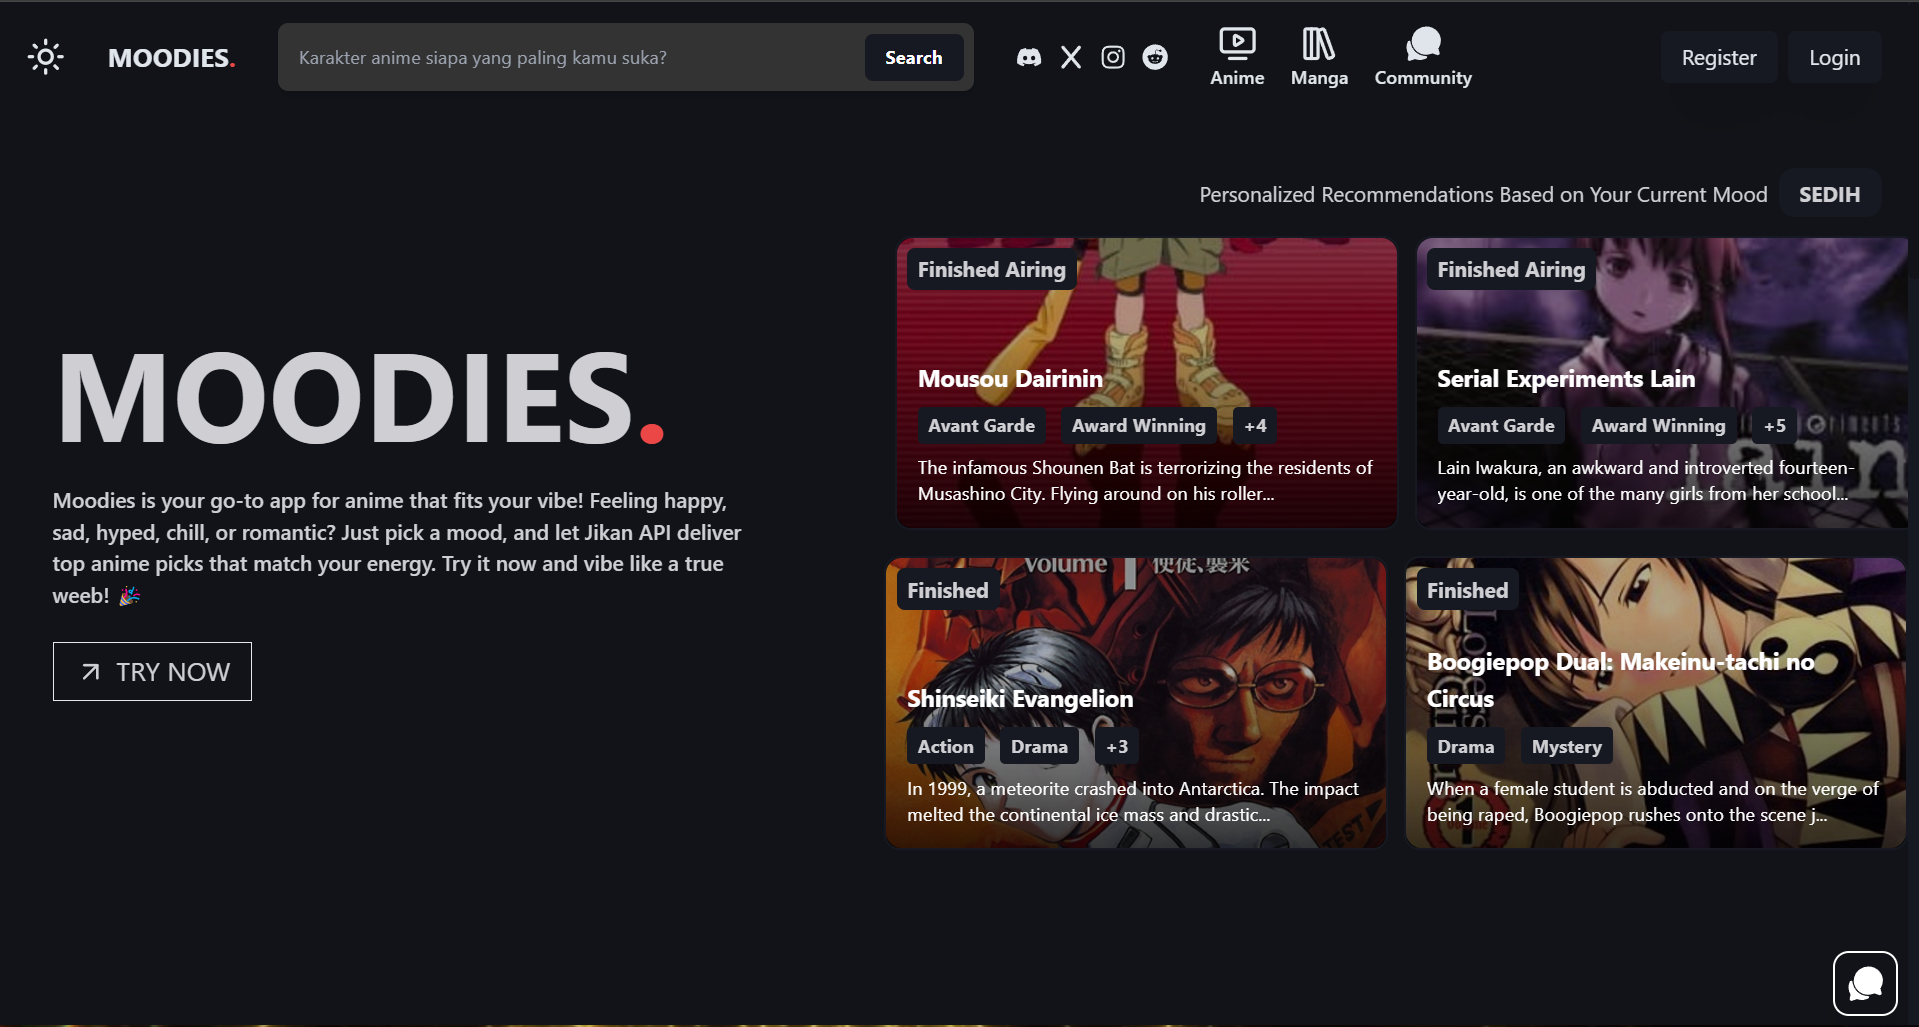 MOODIES.
Karakter anime siapa yang paling kamu suka?
Search
Anime
Manga
Community
Register
Login
Personalized Recommendations Based on Your Current Mood
SEDIH
MOODIES.
Moodies is your go-to app for anime that fits your vibe! Feeling happy,
sad, hyped, chill, or romantic? Just pick a mood, and let Jikan API deliver
top anime picks that match your energy. Try it now and vibe like a true
weeb! 🎉
TRY NOW
Finished Airing
Mousou Dairinin
Avant Garde
Award Winning
+4
The infamous Shounen Bat is terrorizing the residents of
Musashino City. Flying around on his roller...
Finished Airing
Serial Experiments Lain
Avant Garde
Award Winning
+5
Lain Iwakura, an awkward and introverted fourteen-
year-old, is one of the many girls from her school...
Finished
volume 1 使徒、襲来
Shinseiki Evangelion
Action
Drama
+3
In 1999, a meteorite crashed into Antarctica. The impact
melted the continental ice mass and drastic...
Finished
Boogiepop Dual: Makeinu-tachi no
Circus
Drama
Mystery
When a female student is abducted and on the verge of
being raped, Boogiepop rushes onto the scene j...